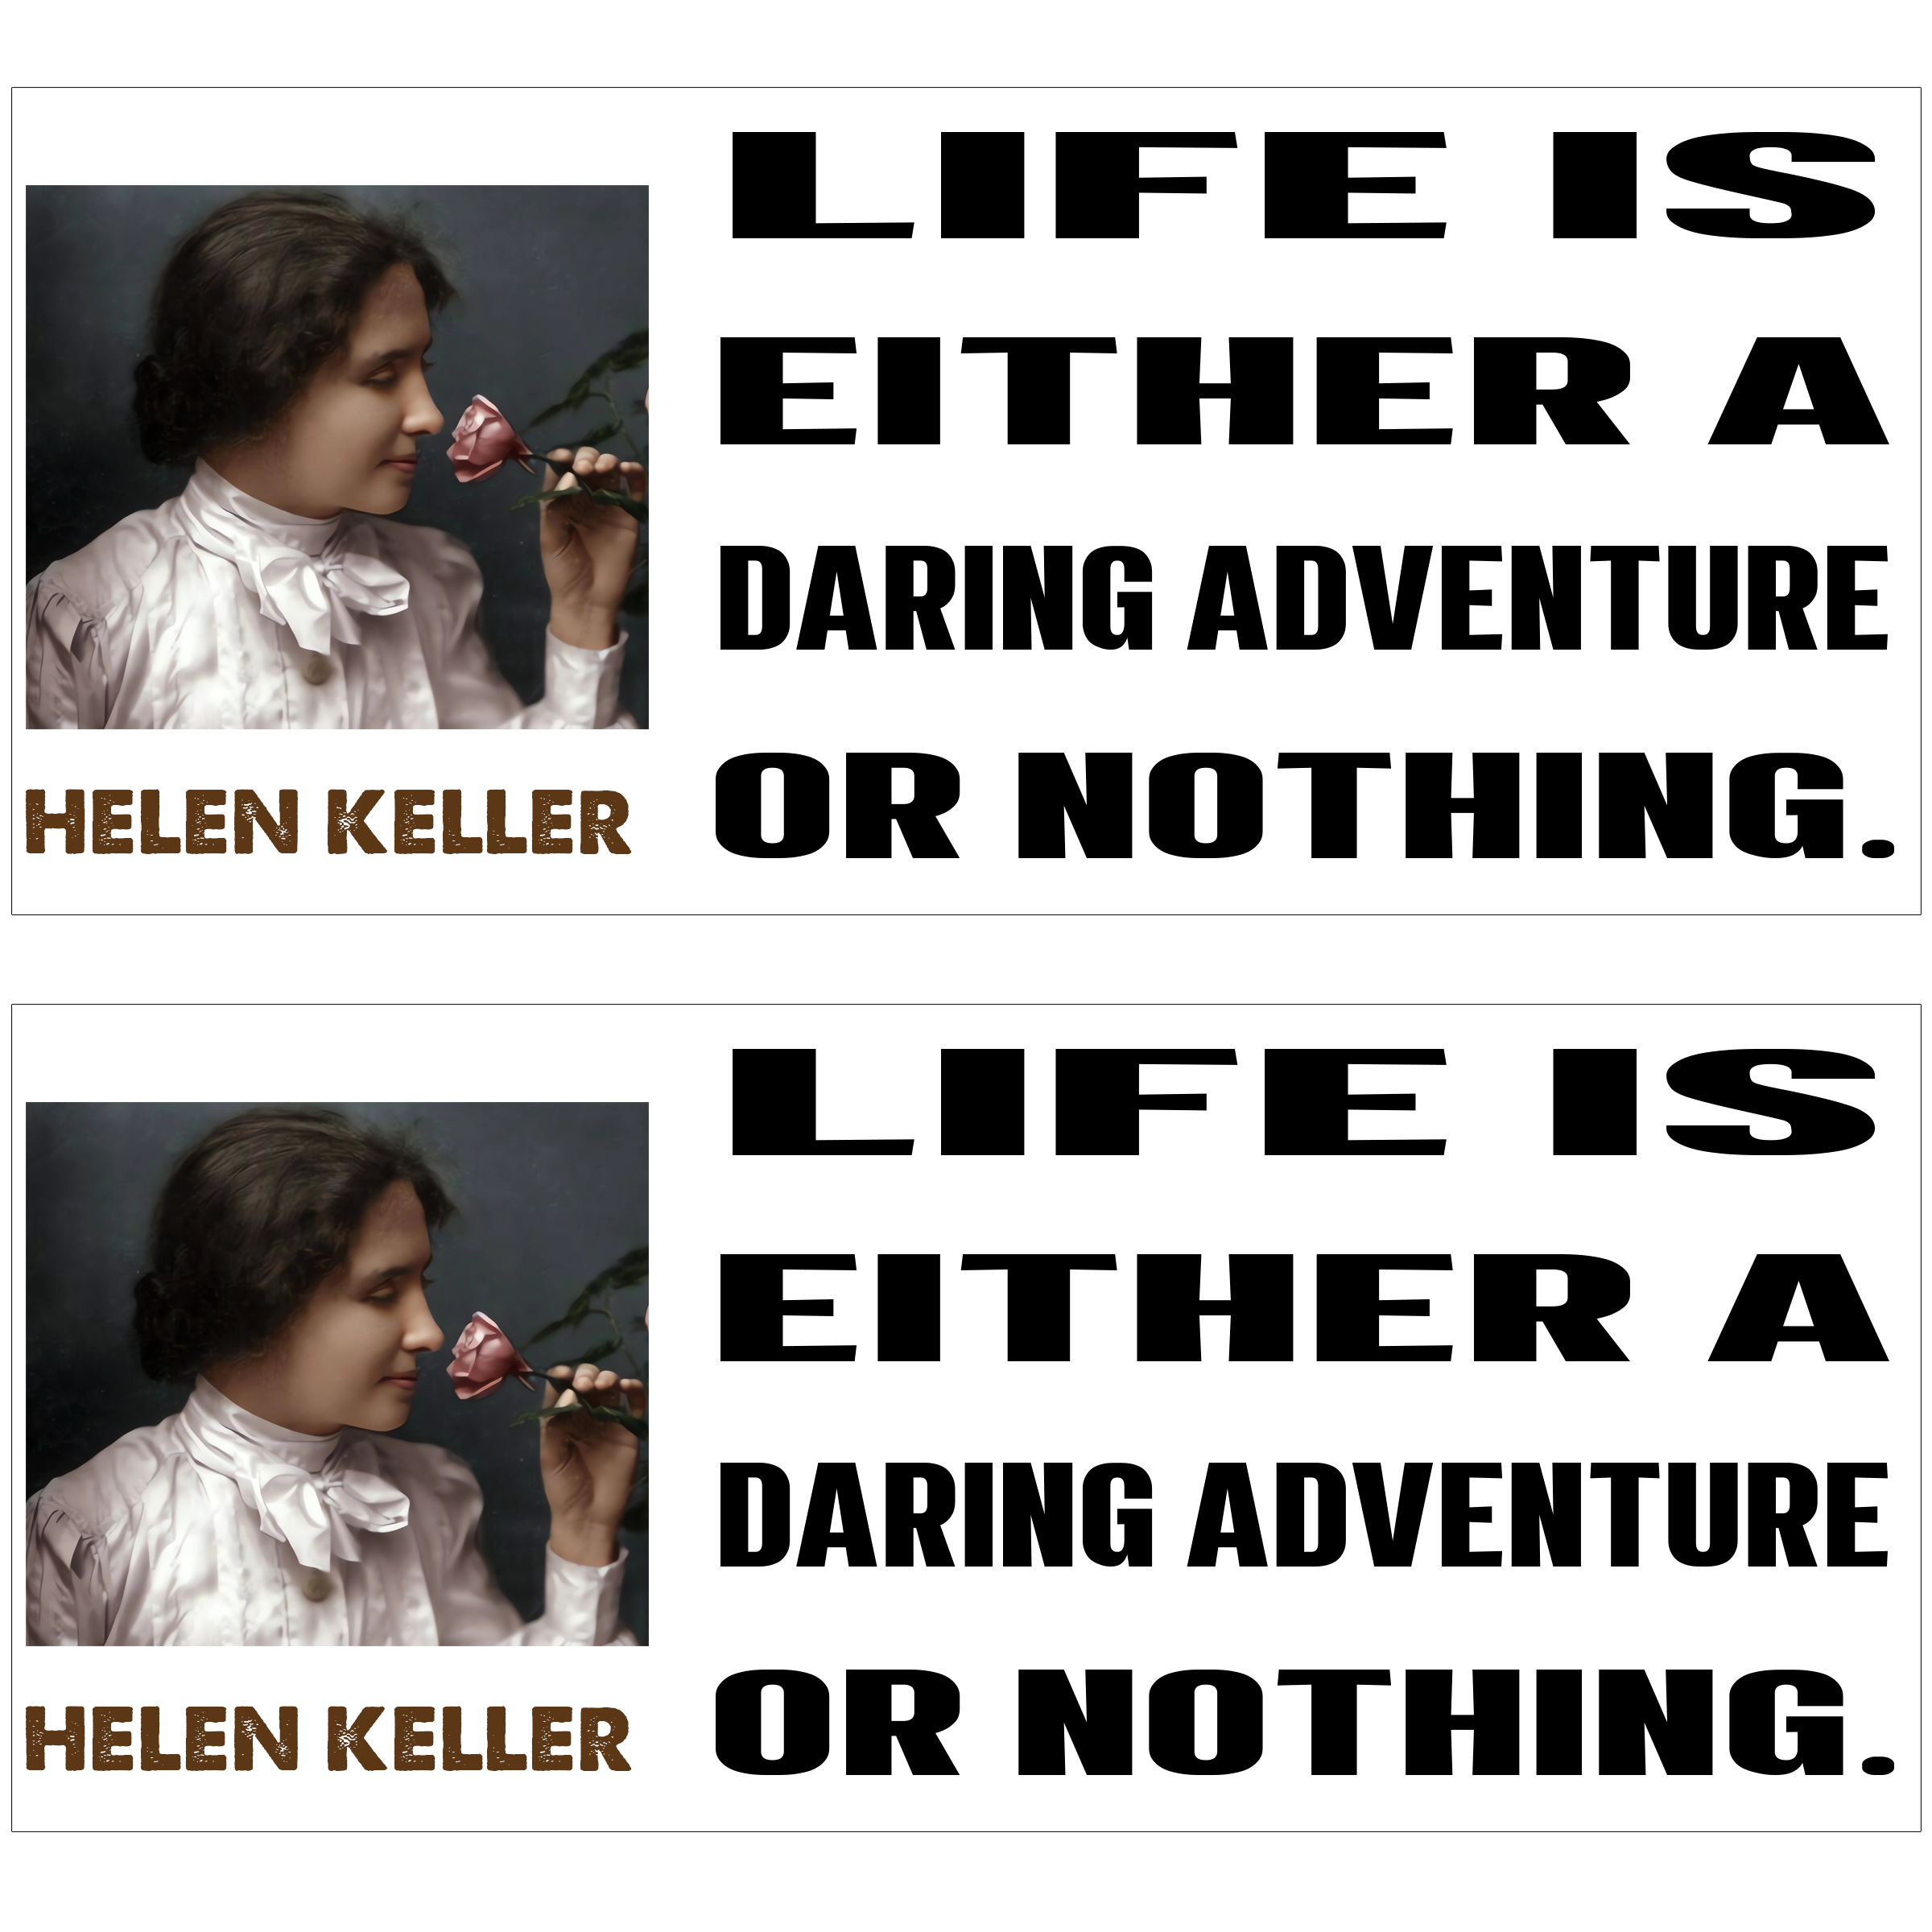 LIFE IS
EITHER A
DARING ADVENTURE
OR NOTHING.
HELEN KELLER
LIFE IS
EITHER A
DARING ADVENTURE
OR NOTHING.
HELEN KELLER